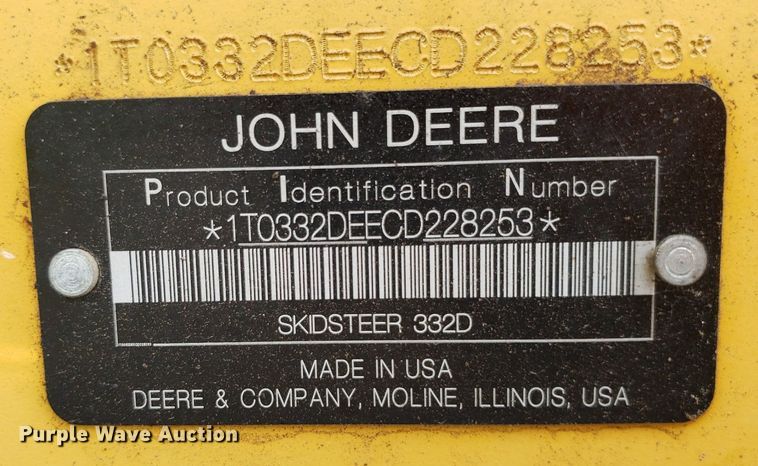 *1T0332DEECD228253*
JOHN DEERE
Product Identification Number
*1T0332DEECD228253*
SKIDSTEER 332D
MADE IN USA
DEERE & COMPANY, MOLINE, ILLINOIS, USA
Purple Wave Auction